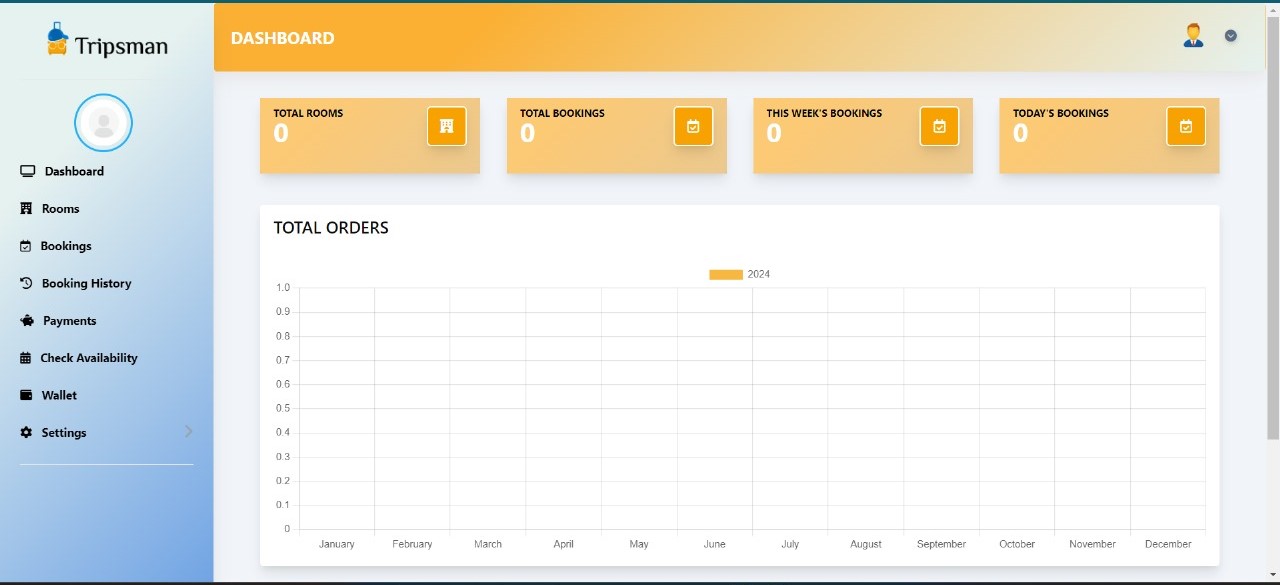 Tripsman
DASHBOARD
Dashboard
Rooms
Bookings
Booking History
Payments
Check Availability
Wallet
Settings
TOTAL ROOMS
0
TOTAL BOOKINGS
0
THIS WEEK'S BOOKINGS
0
TODAY'S BOOKINGS
0
TOTAL ORDERS
2024
1.0
0.9
0.8
0.7
0.6
0.5
0.4
0.3
0.2
0.1
0
January February March April May June July August September October November December